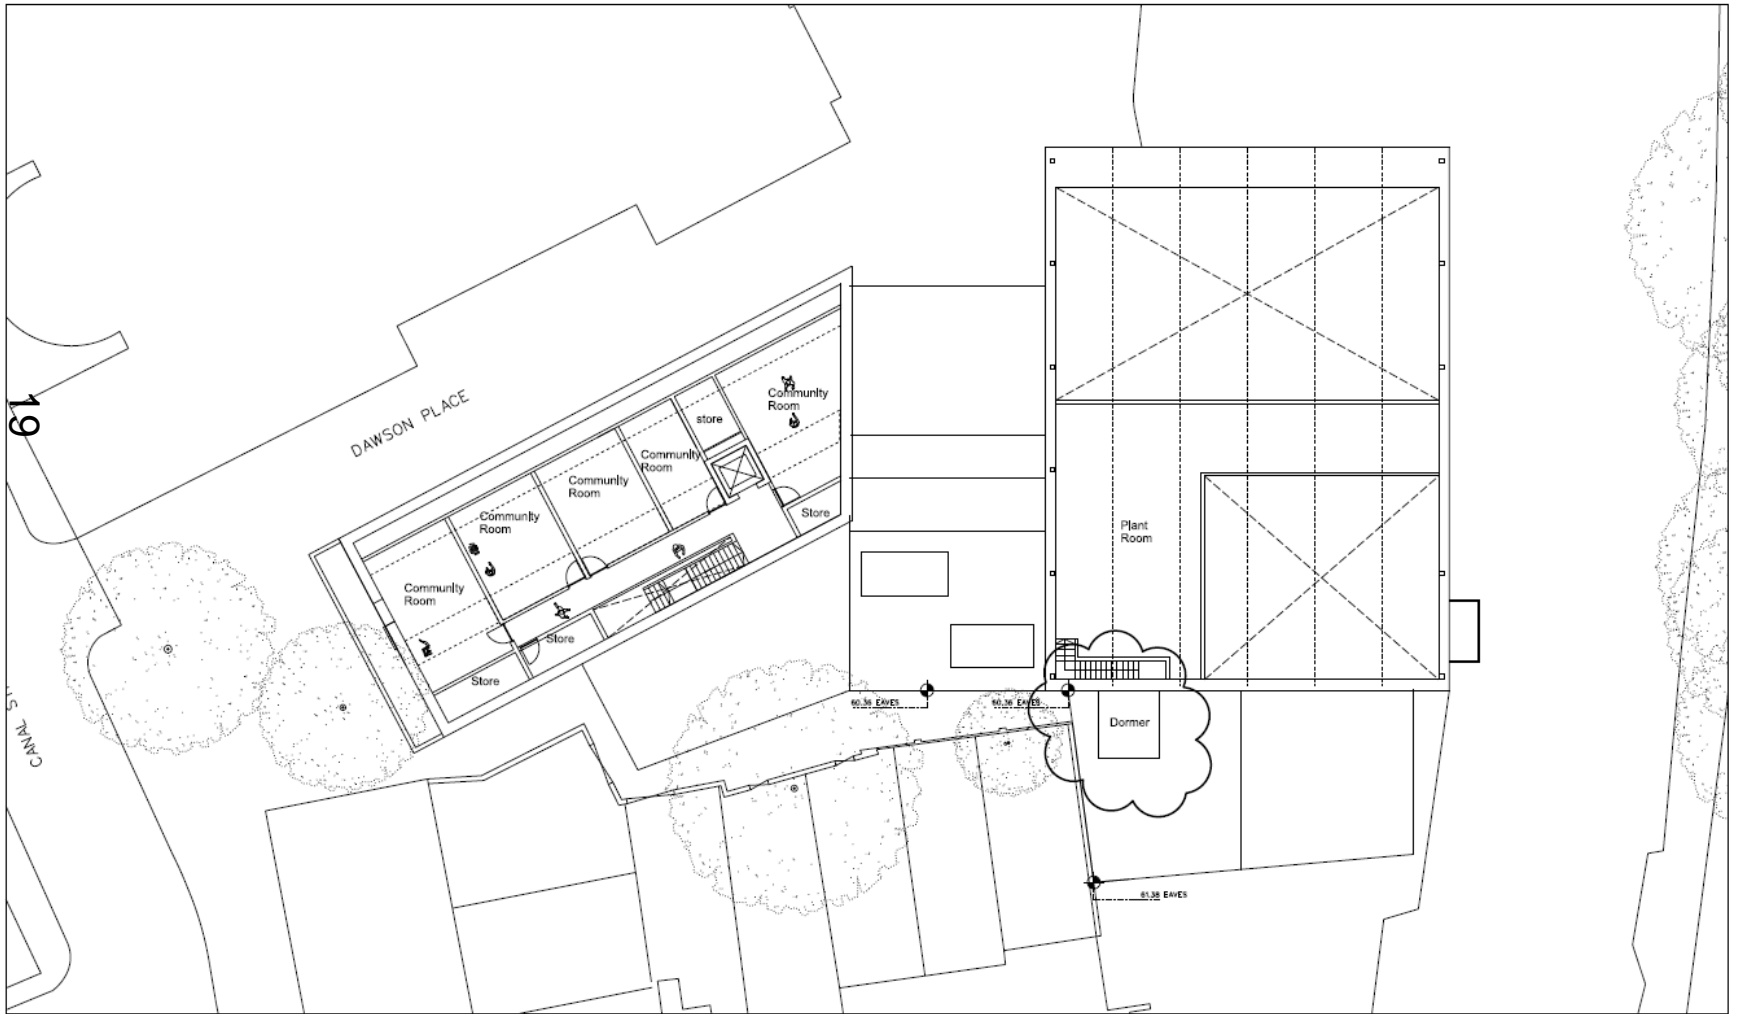 19
DAWSON PLACE
Community
Room
store
Community
Room
Community
Room
Community
Room
Community
Room
Store
Store
Store
Plant
Room
60.36 EAVES
60.36 EAVES
Dormer
61.36 EAVES
CANAL